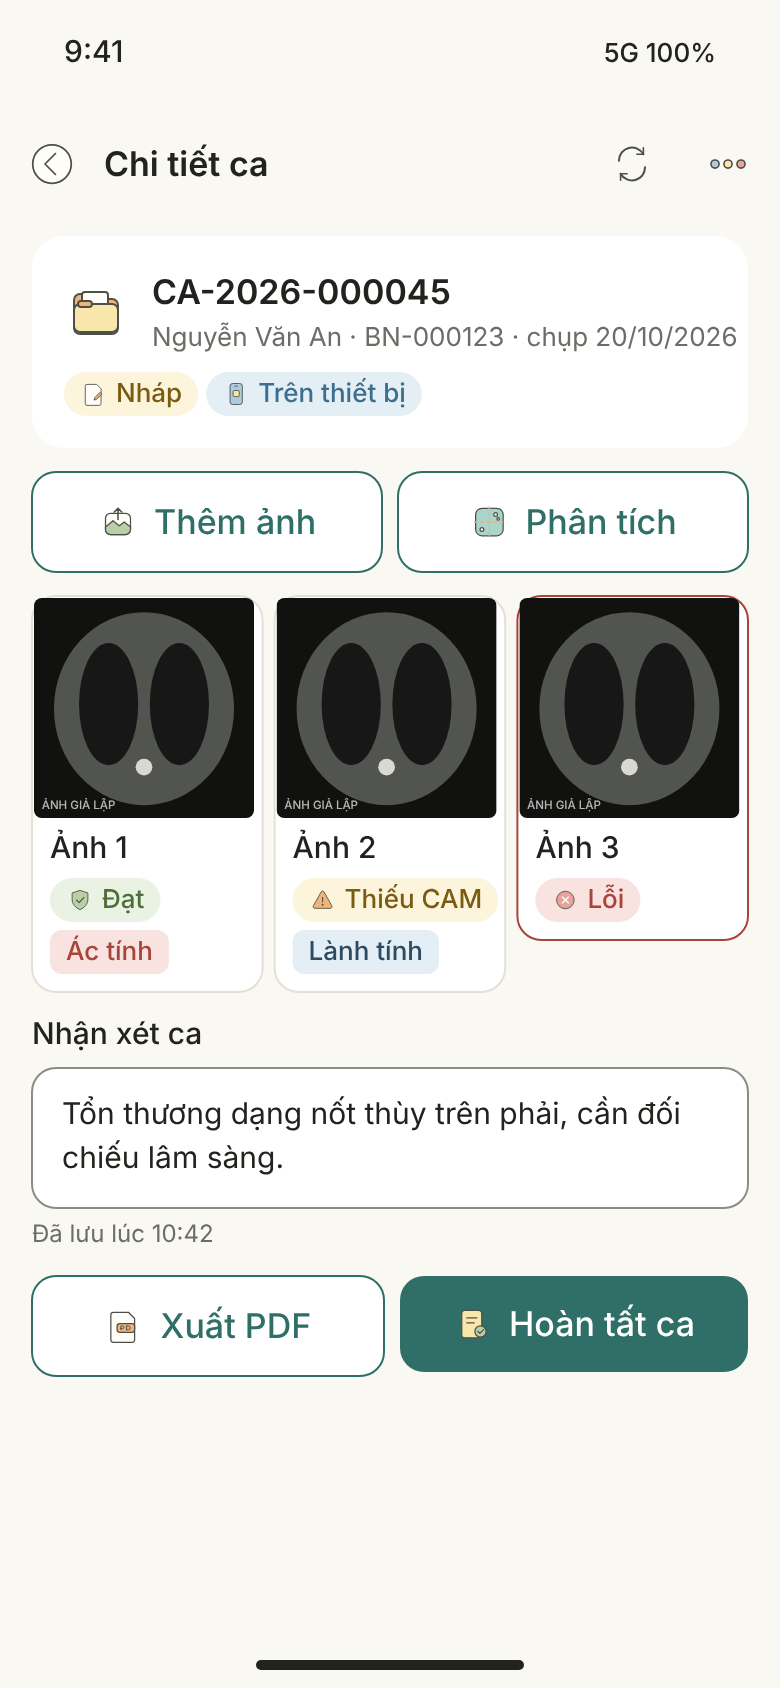 9:41
5G 100%
Chi tiết ca
CA-2026-000045
Nguyễn Văn An · BN-000123 · chụp 20/10/2026
Nháp
Trên thiết bị
Thêm ảnh
Phân tích
ẢNH GIẢ LẬP
ẢNH GIẢ LẬP
ẢNH GIẢ LẬP
Ảnh 1
Ảnh 2
Ảnh 3
Đạt
Thiếu CAM
Lỗi
Ác tính
Lành tính
Nhận xét ca
Tổn thương dạng nốt thùy trên phải, cần đối
chiếu lâm sàng.
Đã lưu lúc 10:42
PD
Xuất PDF
Hoàn tất ca